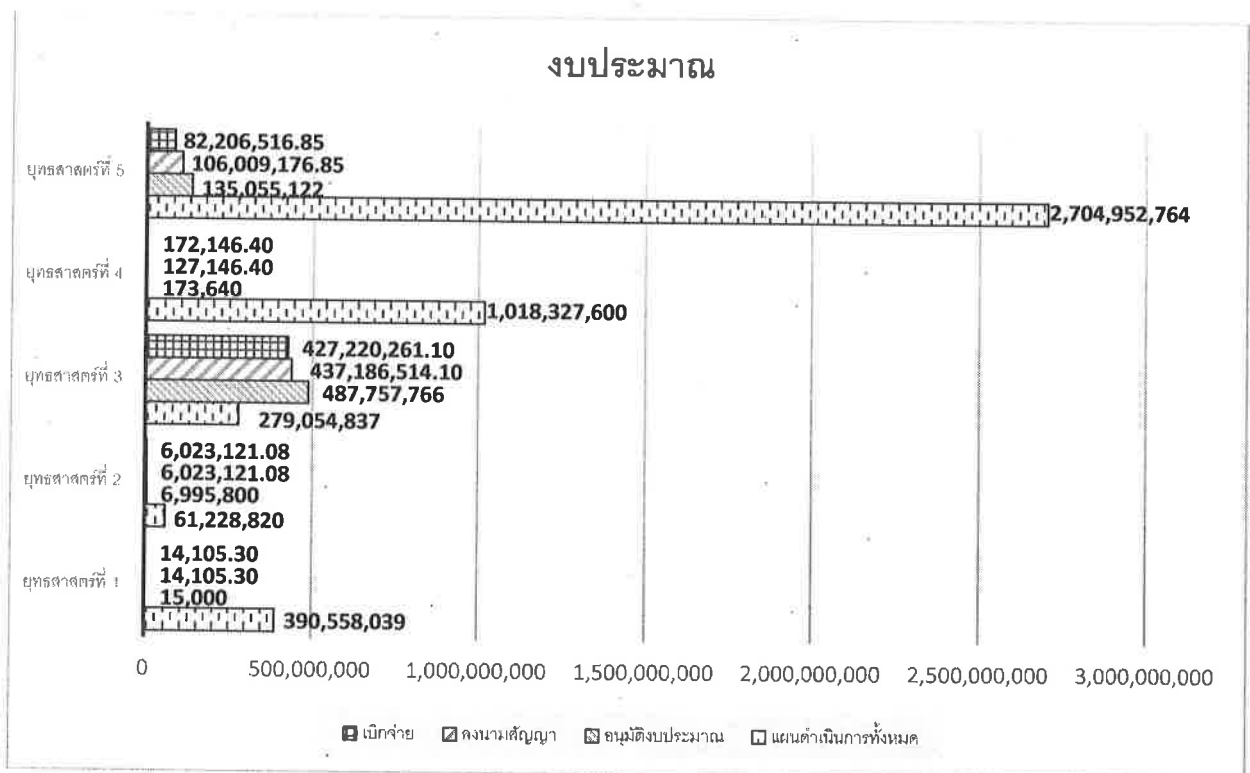 งบประมาณ
ยุทธสาศตร์ที่ 5
82,206,516.85
106,009,176.85
135,055,122
2,704,952,764
ยุทธสาศตร์ที่ 4
172,146.40
127,146.40
173,640
1,018,327,600
ยุทธสาศตร์ที่ 3
427,220,261.10
437,186,514.10
487,757,766
279,054,837
ยุทธสาศตร์ที่ 2
6,023,121.08
6,023,121.08
6,995,800
61,228,820
ยุทธสาศตร์ที่ 1
14,105.30
14,105.30
15,000
390,558,039
0 500,000,000 1,000,000,000 1,500,000,000 2,000,000,000 2,500,000,000 3,000,000,000
เบิกจ่าย ลงนามสัญญา อนุมัติงบประมาณ แผนดำเนินการทั้งหมด